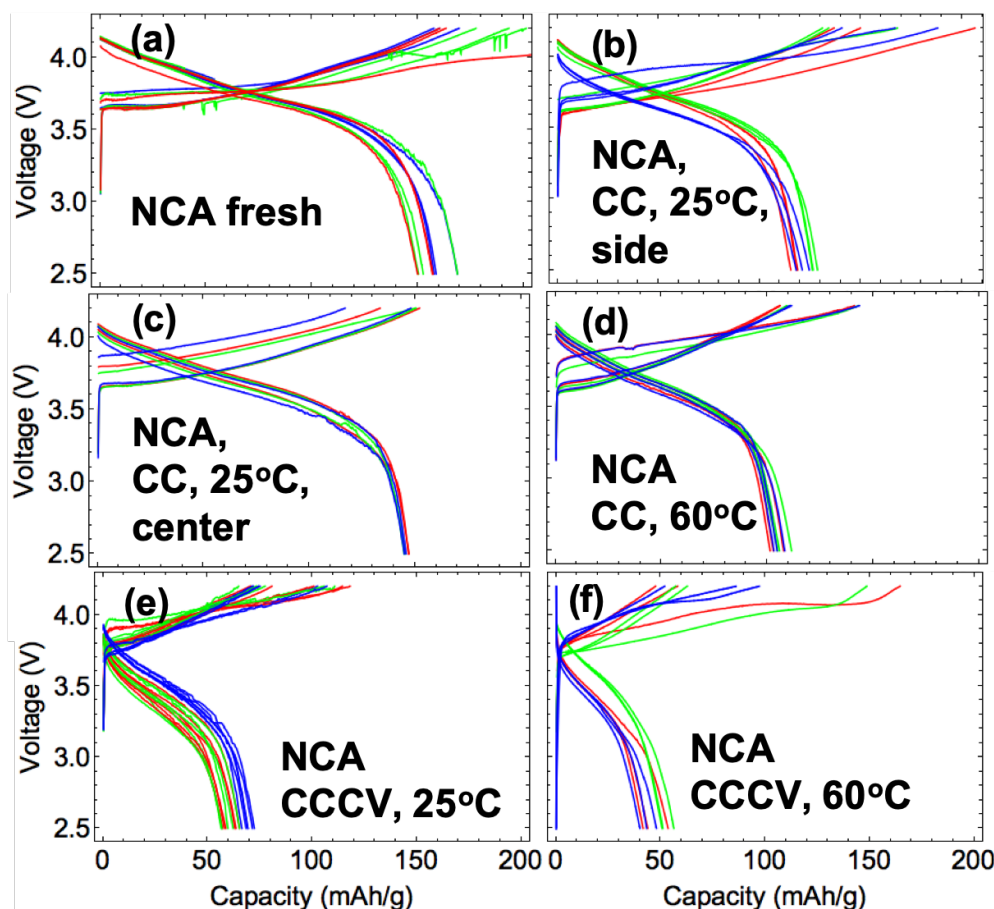 (a)
NCA fresh
Voltage (V)
4.0
3.5
3.0
2.5
(b)
NCA,
CC, 25°C,
side
(c)
NCA,
CC, 25°C,
center
Voltage (V)
4.0
3.5
3.0
2.5
(d)
NCA
CC, 60°C
(e)
NCA
CCCV, 25°C
Voltage (V)
4.0
3.5
3.0
2.5
0 50 100 150 200
Capacity (mAh/g)
(f)
NCA
CCCV, 60°C
0 50 100 150 200
Capacity (mAh/g)